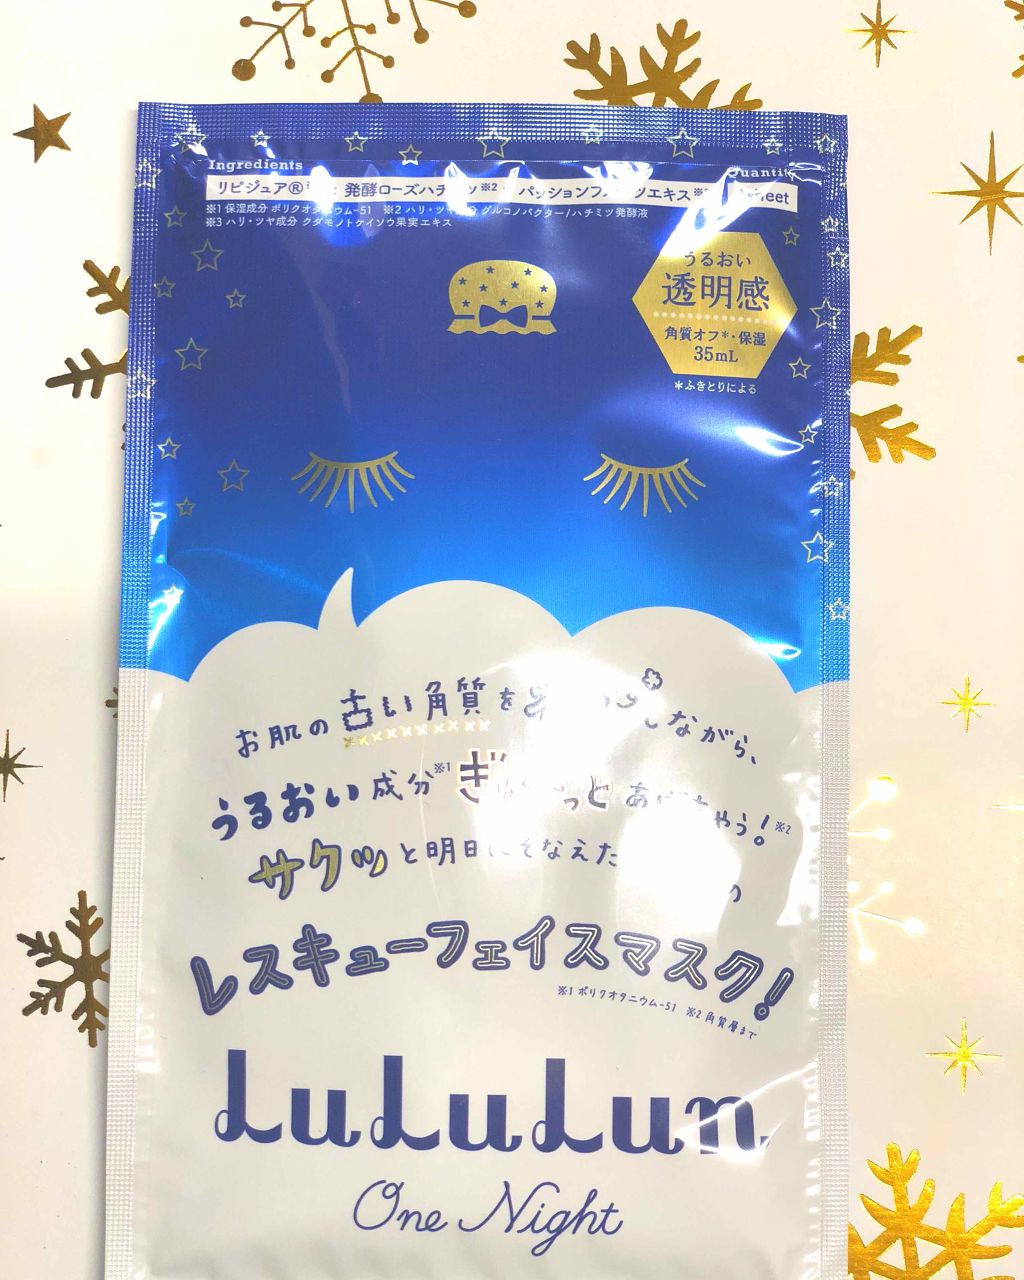 Ingredients
リピジュア® 発酵ローズハチ ※2・ パッションフ ツエキス
※1 保湿成分 ポリクオタニウム-51 ※2 ハリ・ツヤ グルコノバクター/ハチミツ発酵液
※3 ハリ・ツヤ成分 クダモノトケイソウ果実エキス
うるおい
透明感
角質オフ*・保湿
35mL
*ふきとりによる
お肌の古い角質を しながら、
うるおい成分※1 っと う!※2
サクッと明日にそなえた
レスキューフェイスマスク!
※1 ポリクオタニウム-51 ※2 角質層まで
LuLuLun
One Night